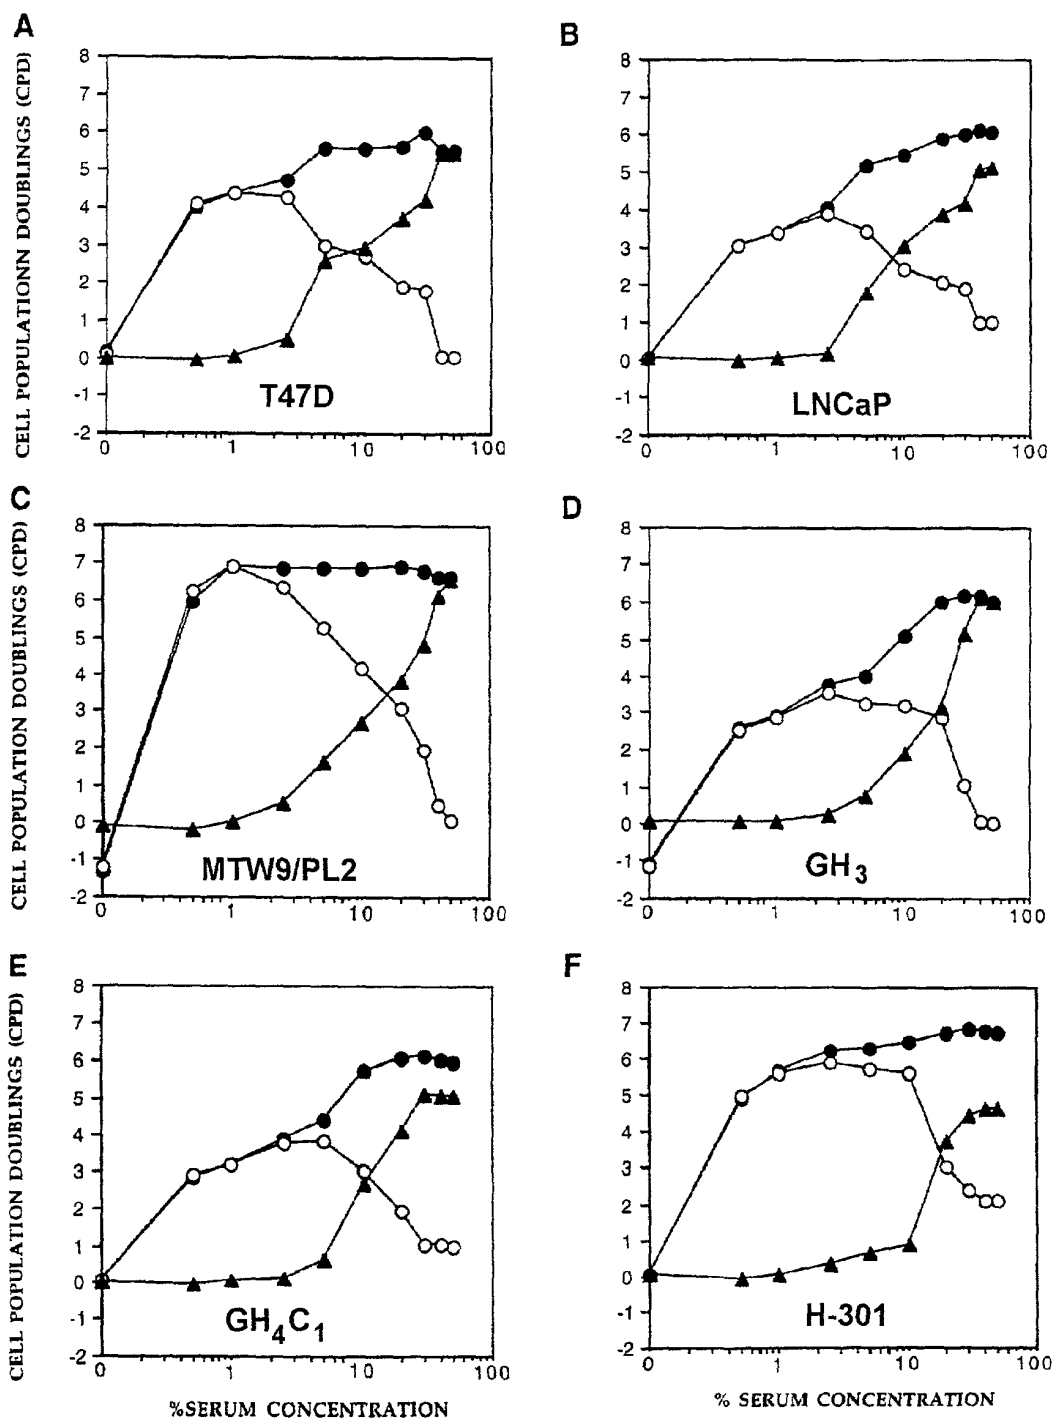 A
B
CELL POPULATIONN DOUBLINGS (CPD)
8
7
6
5
4
3
2
1
0
-1
-2
T47D
0 1 10 100
8
7
6
5
4
3
2
1
0
-1
-2
LNCaP
0 1 10 100
C
D
CELL POPULATION DOUBLINGS (CPD)
8
7
6
5
4
3
2
1
0
-1
-2
MTW9/PL2
0 1 10 100
8
7
6
5
4
3
2
1
0
-1
-2
GH3
0 1 10 100
E
F
CELL POPULATION DOUBLINGS (CPD)
8
7
6
5
4
3
2
1
0
-1
-2
GH4C1
0 1 10 100
%SERUM CONCENTRATION
8
7
6
5
4
3
2
1
0
-1
-2
H-301
0 1 10 100
% SERUM CONCENTRATION